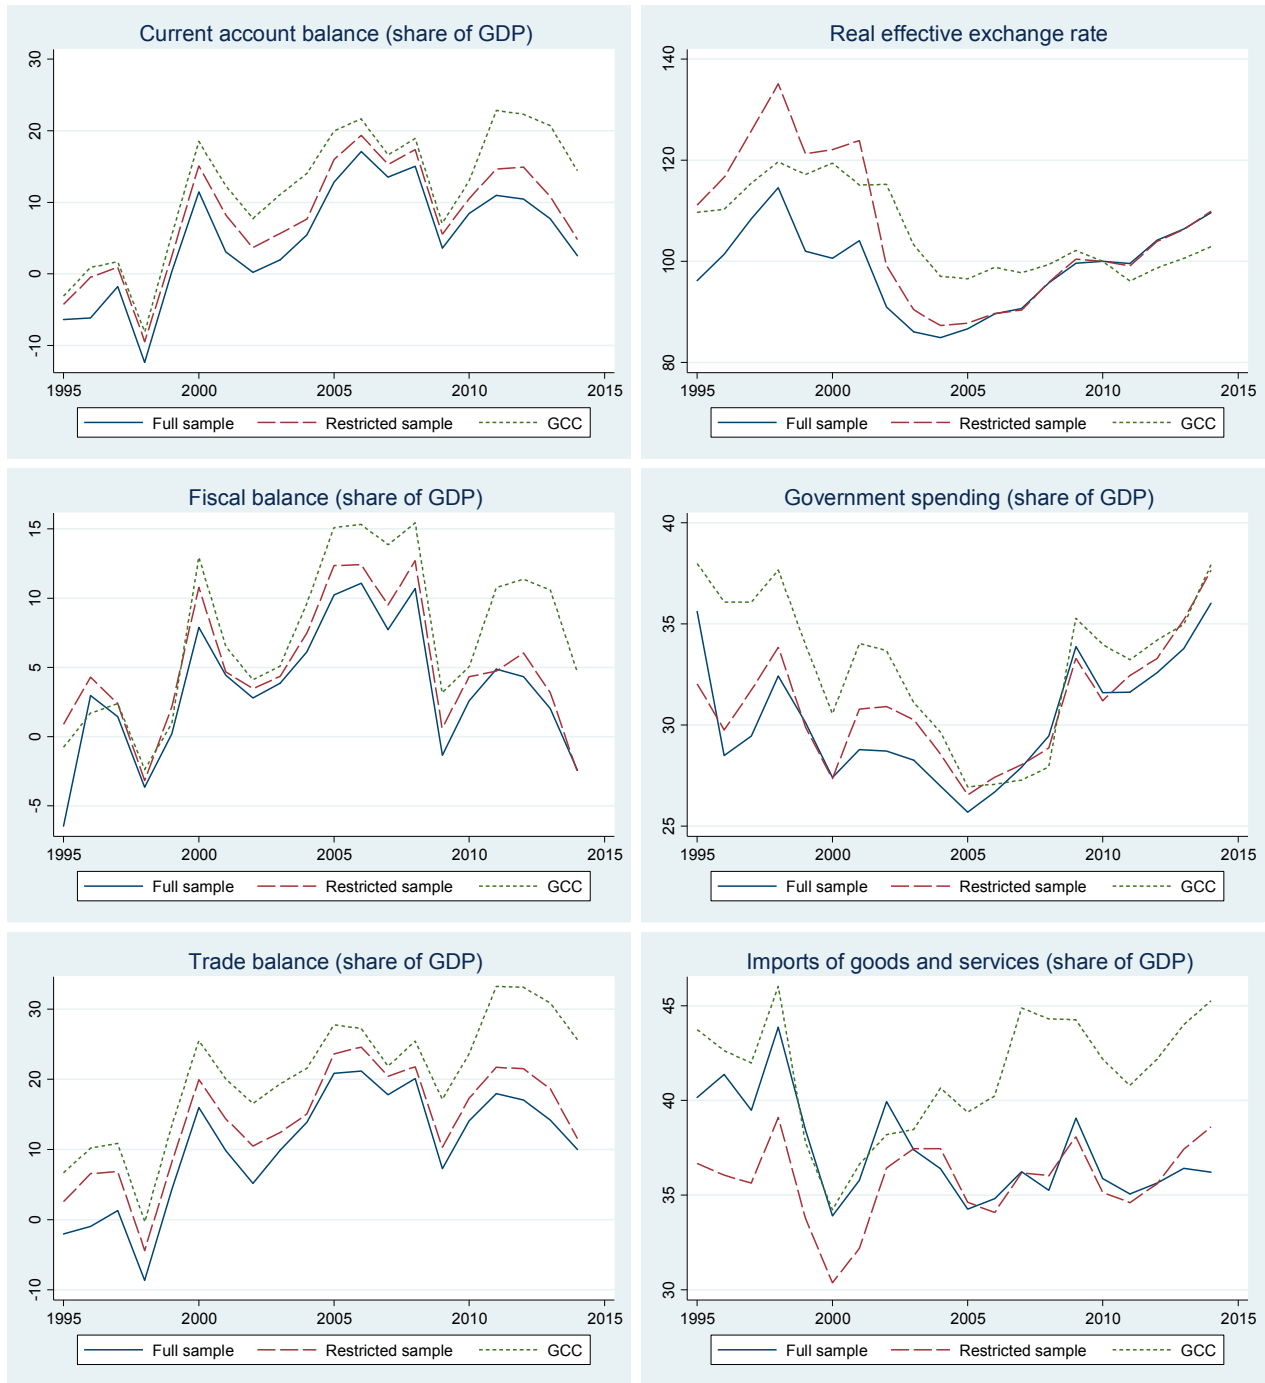 Current account balance (share of GDP)
30
20
10
0
-10
1995 2000 2005 2010 2015
Full sample Restricted sample GCC
Real effective exchange rate
140
120
100
80
1995 2000 2005 2010 2015
Full sample Restricted sample GCC
Fiscal balance (share of GDP)
15
10
5
0
-5
1995 2000 2005 2010 2015
Full sample Restricted sample GCC
Government spending (share of GDP)
40
35
30
25
1995 2000 2005 2010 2015
Full sample Restricted sample GCC
Trade balance (share of GDP)
30
20
10
0
-10
1995 2000 2005 2010 2015
Full sample Restricted sample GCC
Imports of goods and services (share of GDP)
45
40
35
30
1995 2000 2005 2010 2015
Full sample Restricted sample GCC